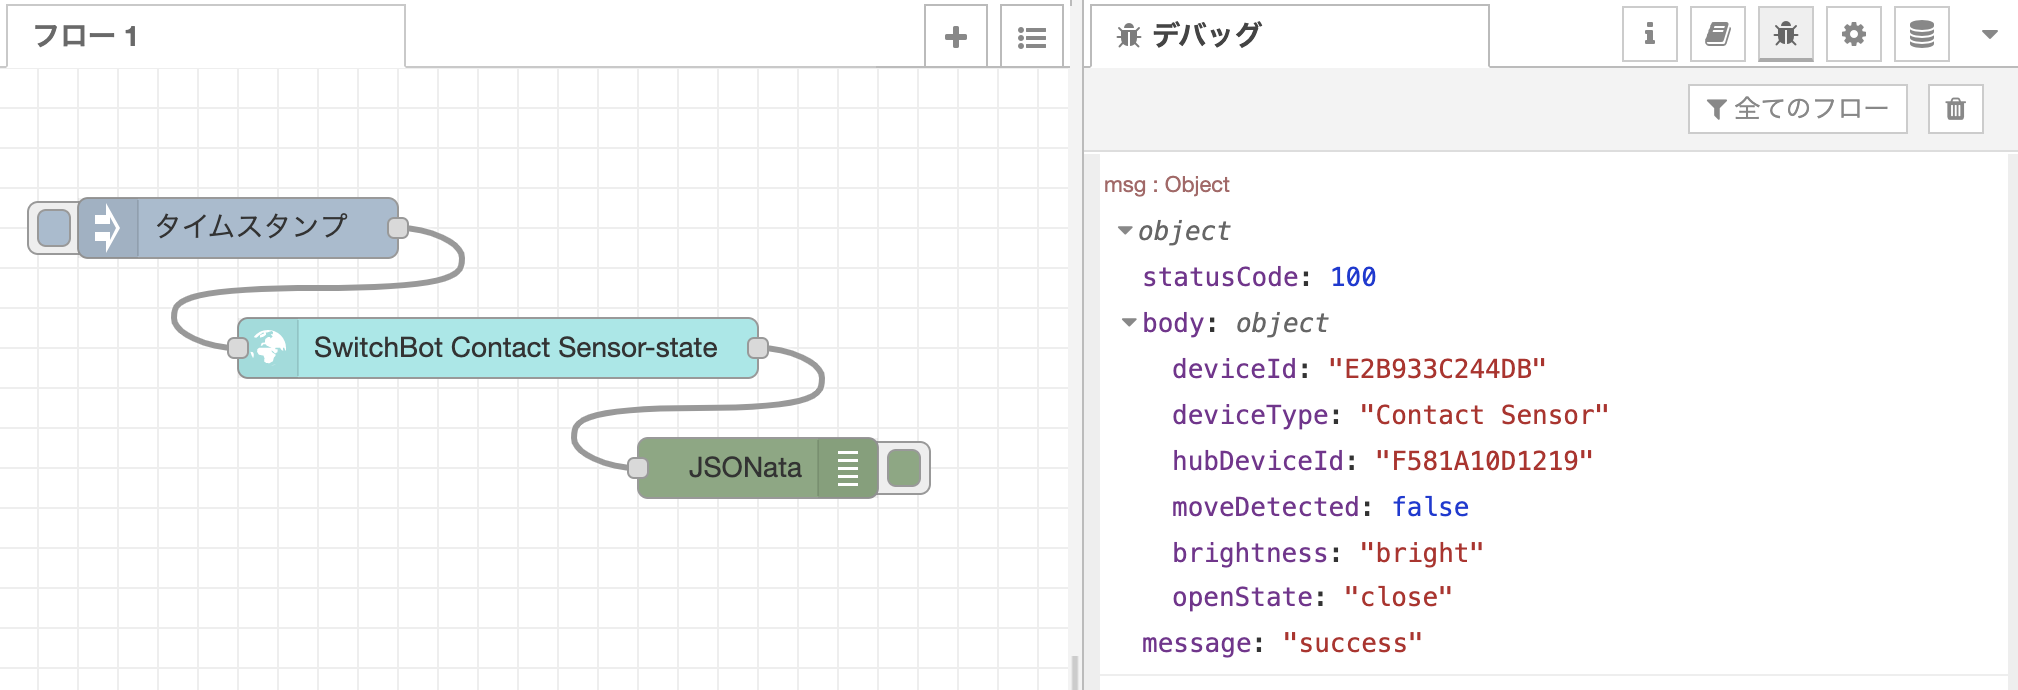 フロー 1
タイムスタンプ
SwitchBot Contact Sensor-state
JSONata
デバッグ
全てのフロー
msg : Object
object
statusCode: 100
body: object
deviceId: "E2B933C244DB"
deviceType: "Contact Sensor"
hubDeviceId: "F581A10D1219"
moveDetected: false
brightness: "bright"
openState: "close"
message: "success"